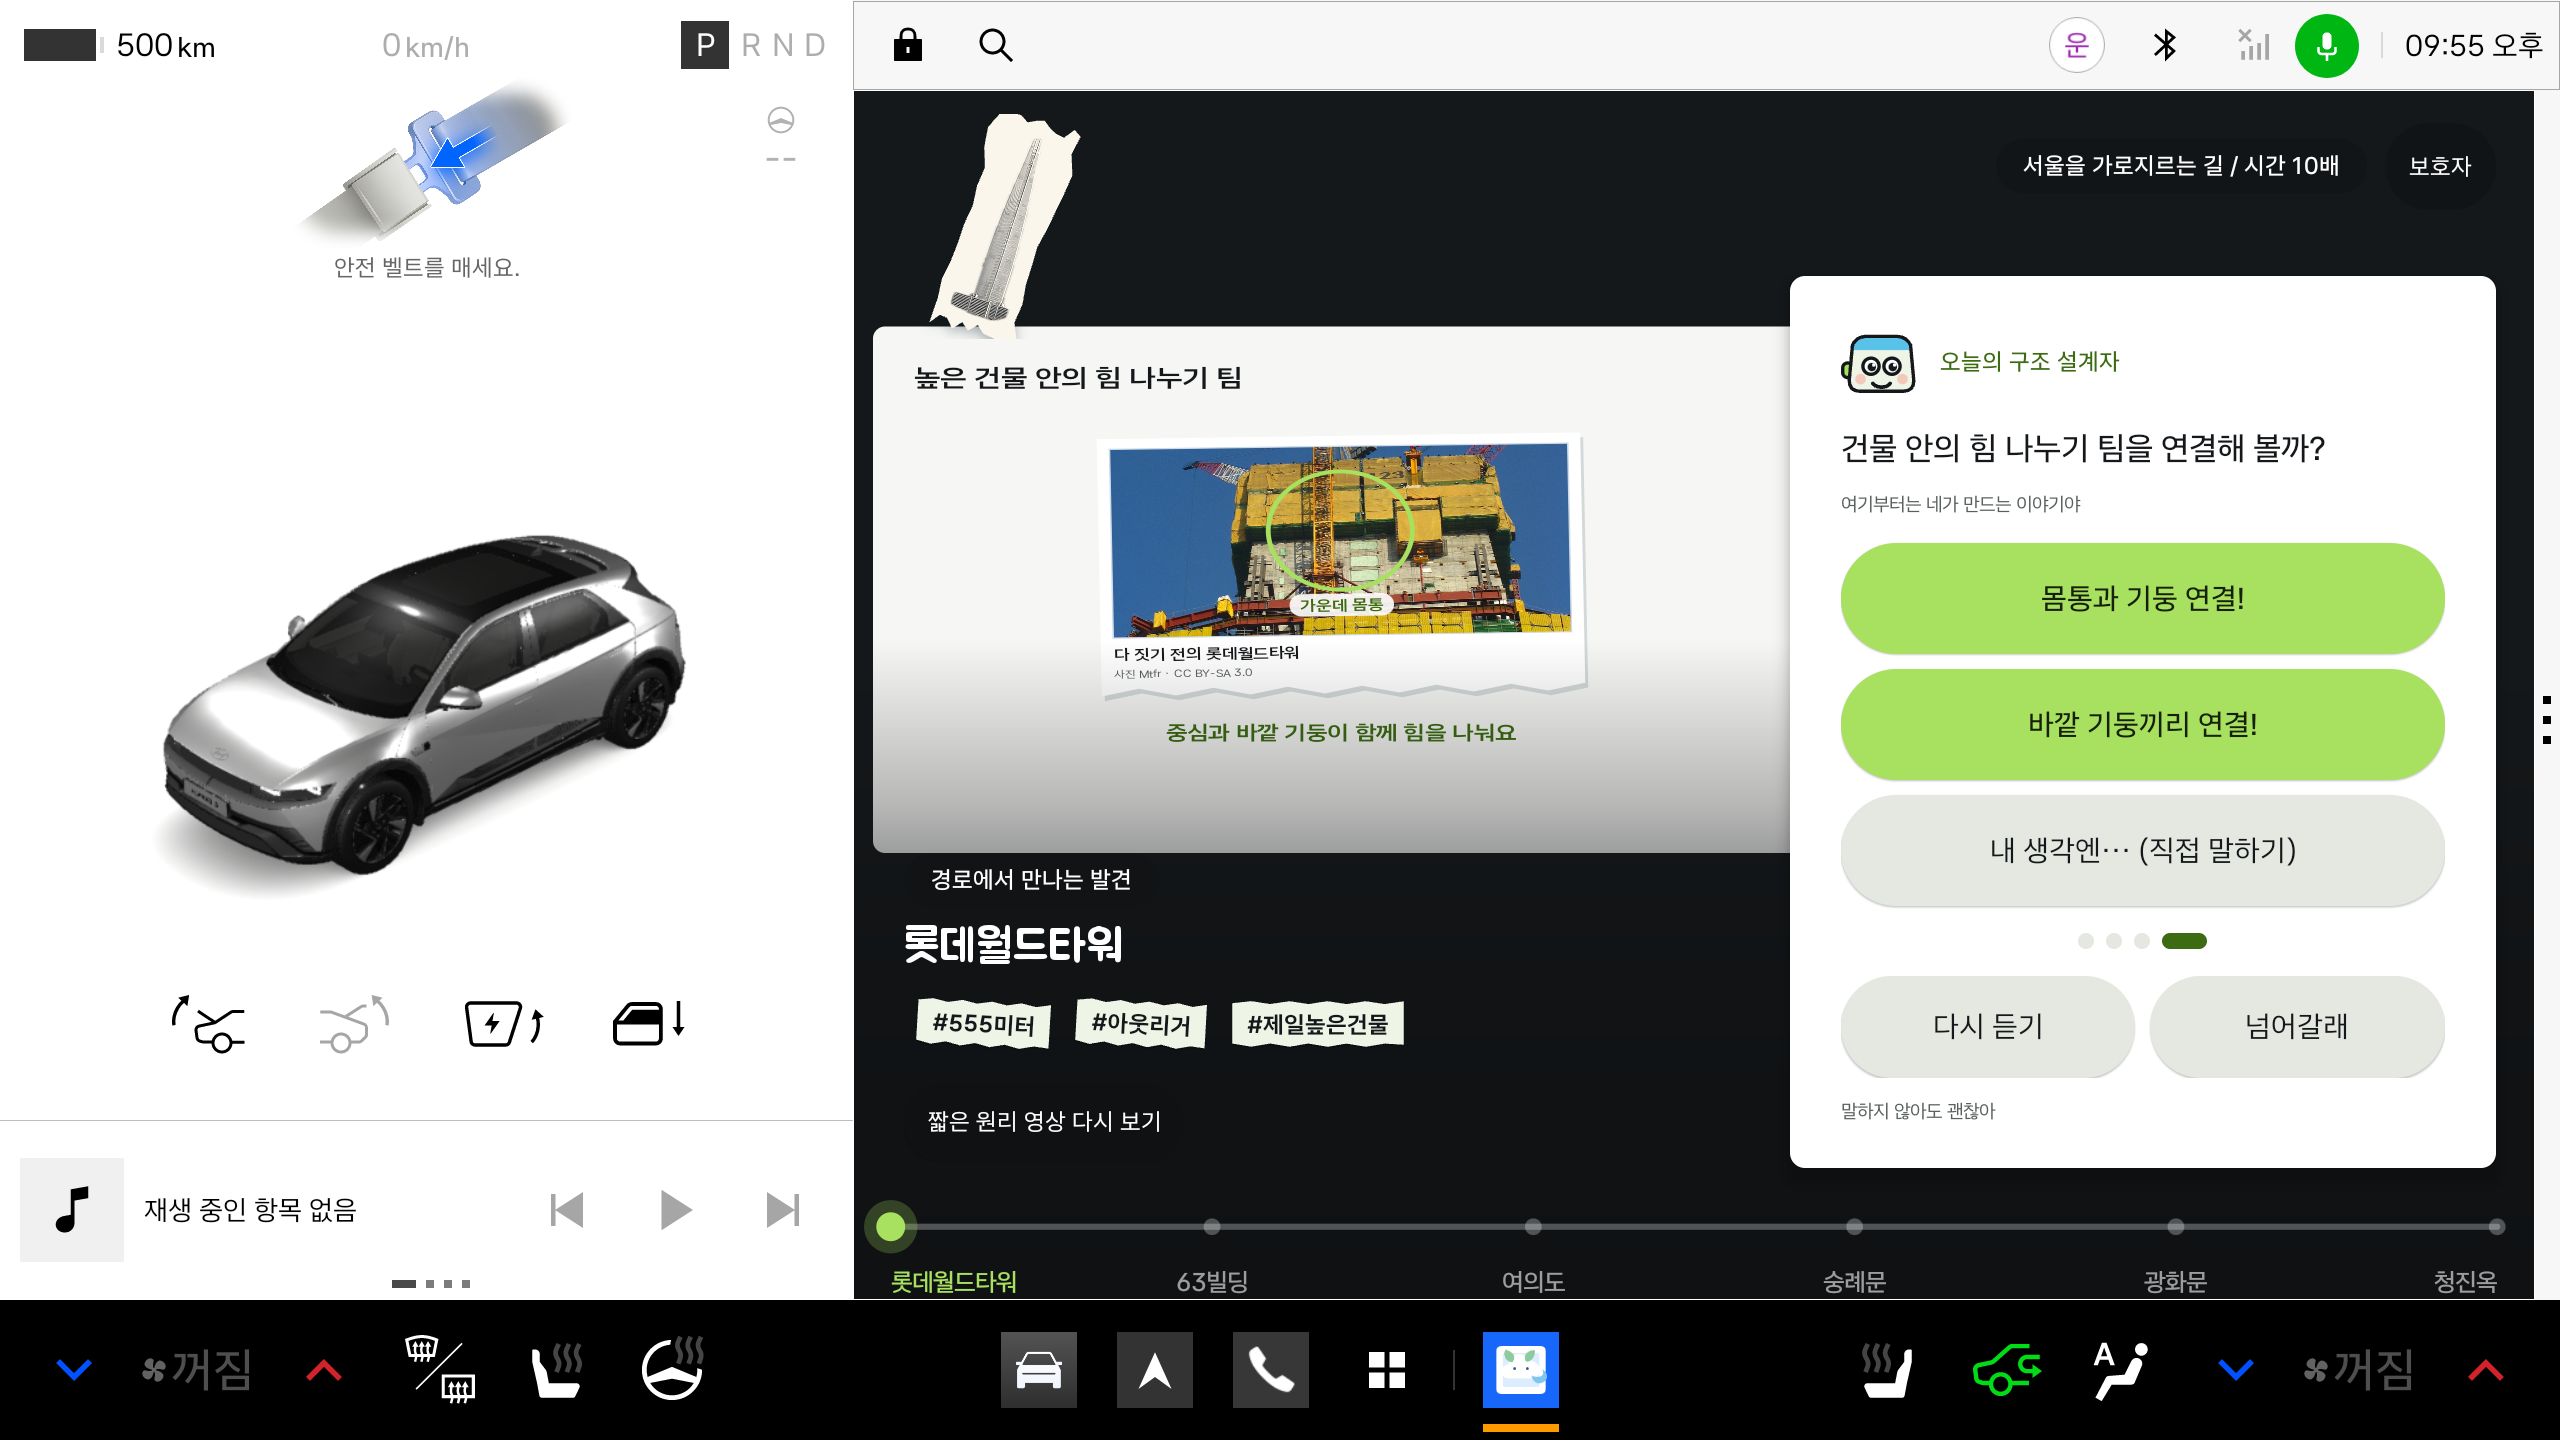 500 km
0 km/h
P R N D
09:55 오후
운
안전 벨트를 매세요.
서울을 가로지르는 길 / 시간 10배
보호자
높은 건물 안의 힘 나누기 팀
123
가운데 몸통
다 짓기 전의 롯데월드타워
사진 Mtfr · CC BY-SA 3.0
중심과 바깥 기둥이 함께 힘을 나눠요
오늘의 구조 설계자
건물 안의 힘 나누기 팀을 연결해 볼까?
여기부터는 네가 만드는 이야기야
몸통과 기둥 연결!
바깥 기둥끼리 연결!
내 생각엔… (직접 말하기)
다시 듣기
넘어갈래
말하지 않아도 괜찮아
경로에서 만나는 발견
롯데월드타워
#555미터
#아웃리거
#제일높은건물
짧은 원리 영상 다시 보기
재생 중인 항목 없음
롯데월드타워
63빌딩
여의도
숭례문
광화문
청진옥
꺼짐
A
꺼짐